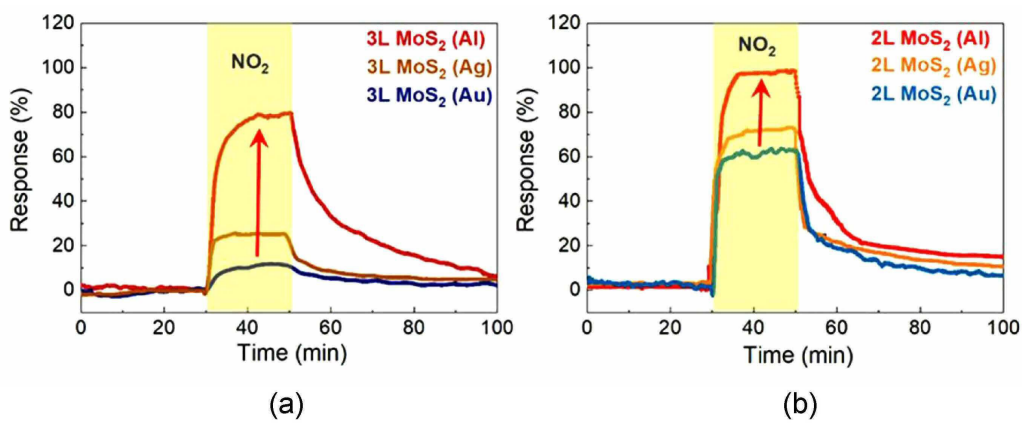 120
100
80
60
40
20
0
Response (%)
NO₂
3L MoS₂ (Al)
3L MoS₂ (Ag)
3L MoS₂ (Au)
0 20 40 60 80 100
Time (min)
(a)
120
100
80
60
40
20
0
Response (%)
NO₂
2L MoS₂ (Al)
2L MoS₂ (Ag)
2L MoS₂ (Au)
0 20 40 60 80 100
Time (min)
(b)